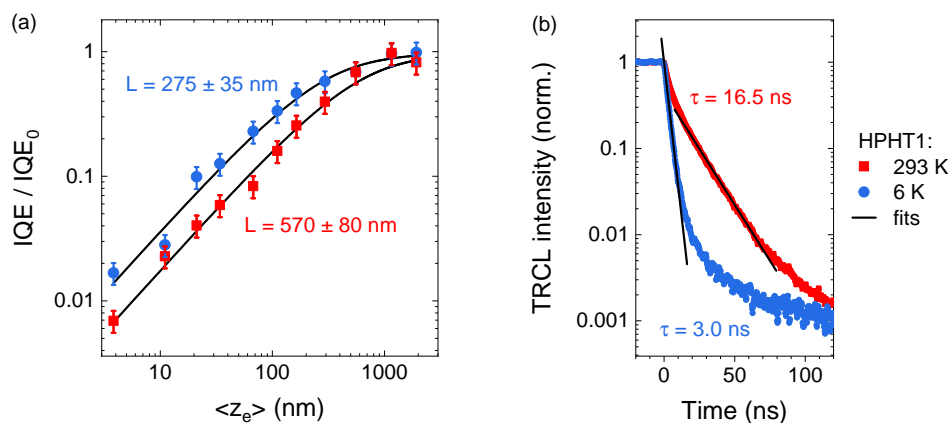 (a)
IQE / IQE₀
1
0.1
0.01
L = 275 ± 35 nm
L = 570 ± 80 nm
10
100
1000
<zₑ> (nm)
(b)
TRCL intensity (norm.)
1
0.1
0.01
0.001
τ = 16.5 ns
τ = 3.0 ns
0
50
100
Time (ns)
HPHT1:
293 K
6 K
fits